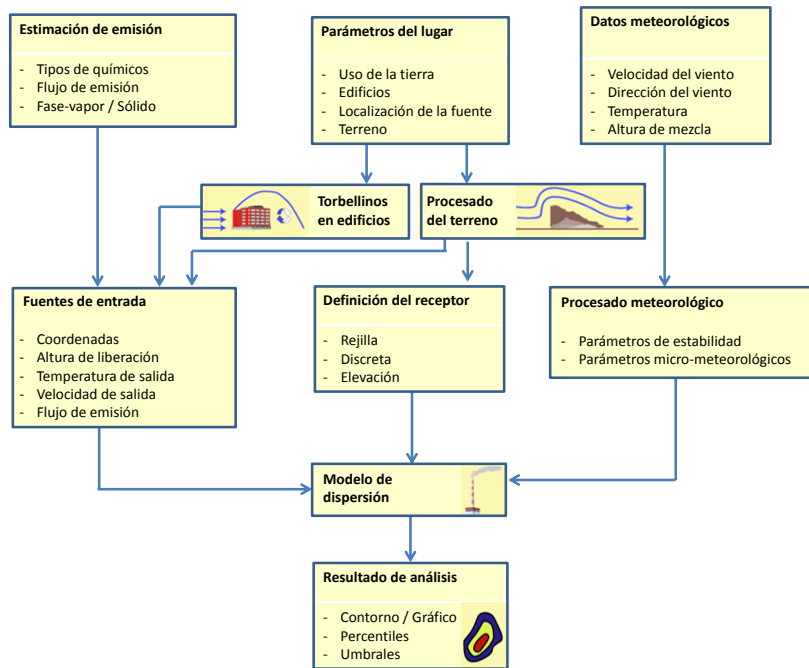 Estimación de emisión
- Tipos de químicos
- Flujo de emisión
- Fase-vapor / Sólido
Parámetros del lugar
- Uso de la tierra
- Edificios
- Localización de la fuente
- Terreno
Datos meteorológicos
- Velocidad del viento
- Dirección del viento
- Temperatura
- Altura de mezcla
Torbellinos
en edificios
Procesado
del terreno
Fuentes de entrada
- Coordenadas
- Altura de liberación
- Temperatura de salida
- Velocidad de salida
- Flujo de emisión
Definición del receptor
- Rejilla
- Discreta
- Elevación
Procesado meteorológico
- Parámetros de estabilidad
- Parámetros micro-meteorológicos
Modelo de
dispersión
Resultado de análisis
- Contorno / Gráfico
- Percentiles
- Umbrales